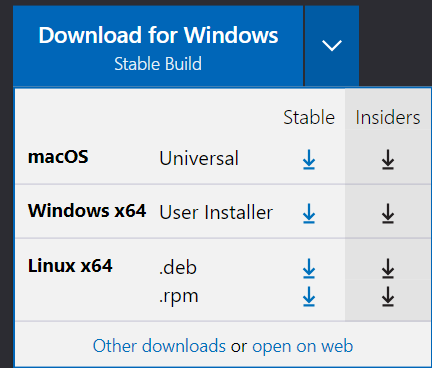 Download for Windows
Stable Build
Stable Insiders
macOS Universal
Windows x64 User Installer
Linux x64 .deb
.rpm
Other downloads or open on web